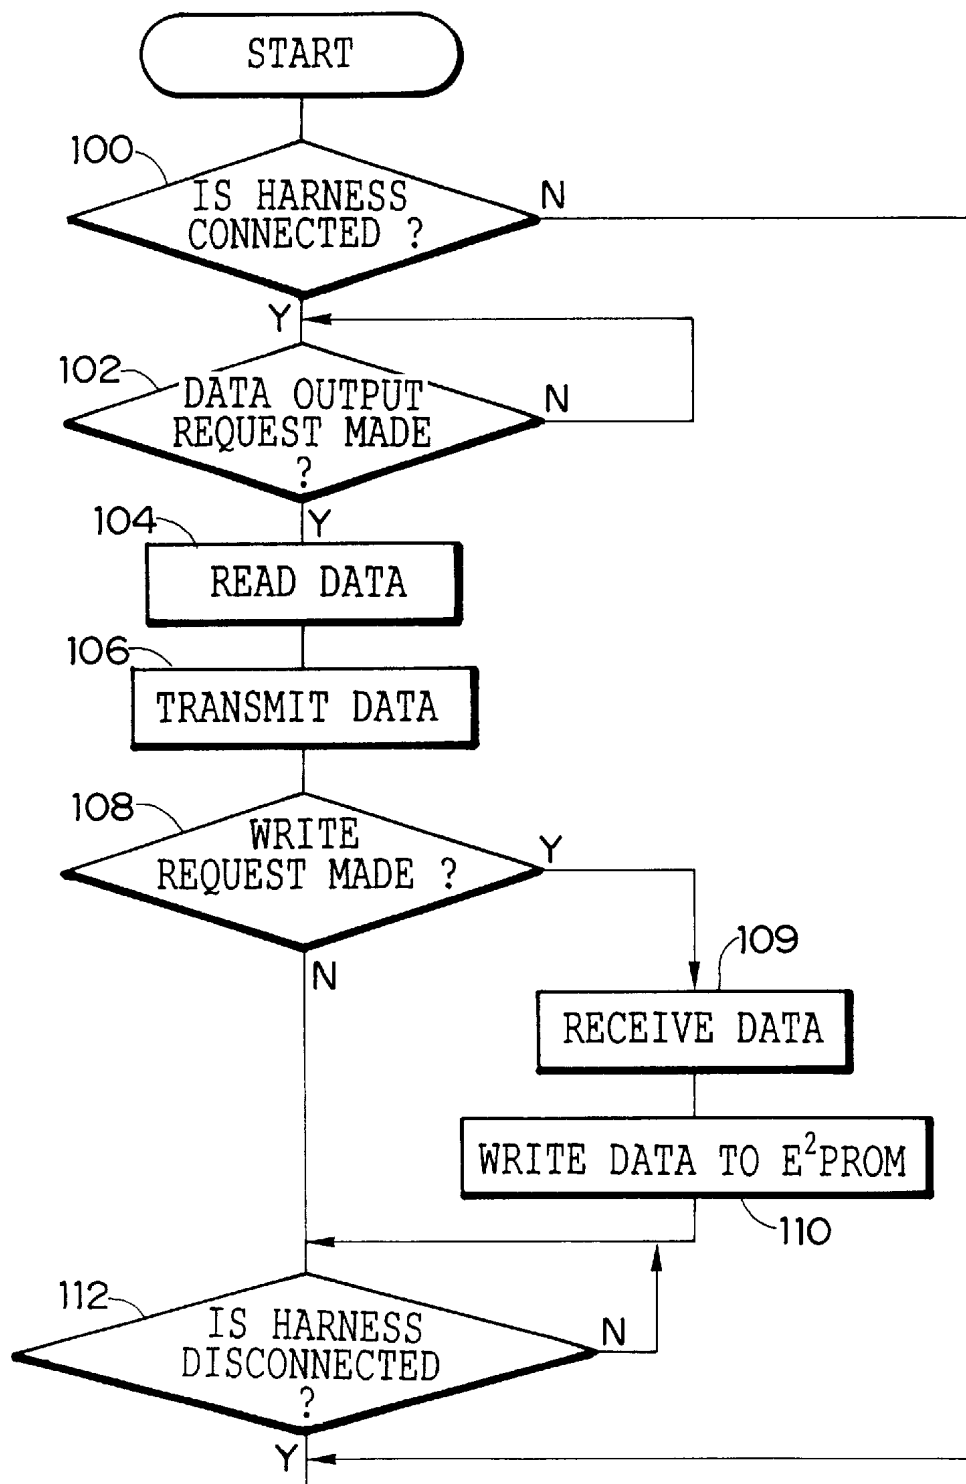 START
100
IS HARNESS
CONNECTED ?
N
Y
102
DATA OUTPUT
REQUEST MADE
?
N
Y
104
READ DATA
106
TRANSMIT DATA
108
WRITE
REQUEST MADE ?
Y
N
109
RECEIVE DATA
WRITE DATA TO E²PROM
110
112
IS HARNESS
DISCONNECTED
?
N
Y